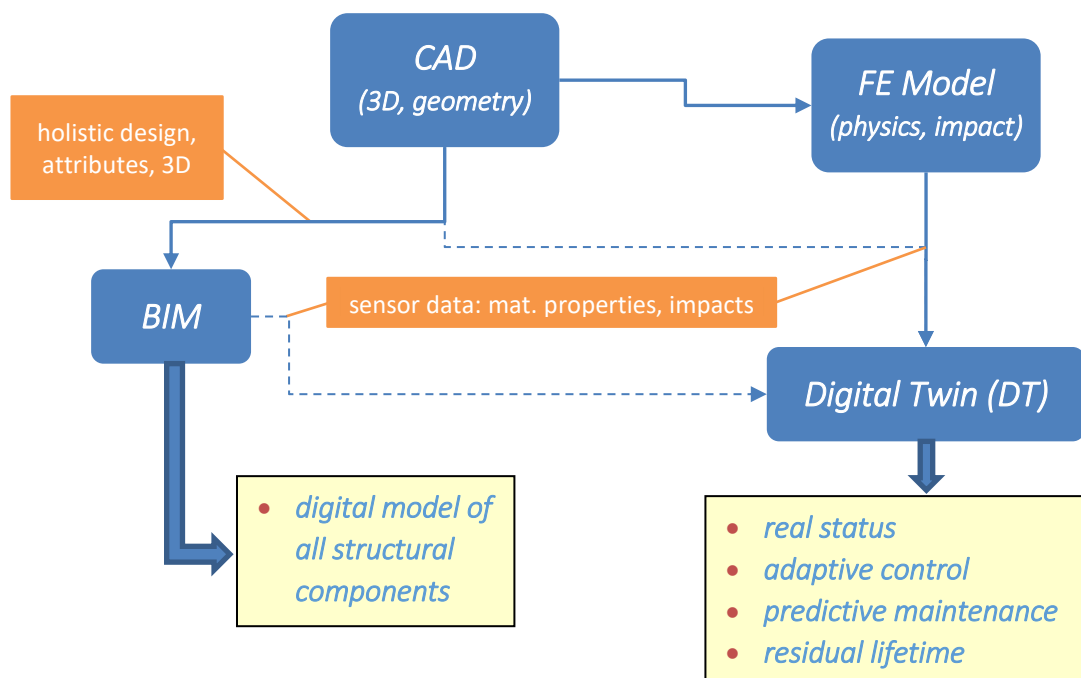 CAD
(3D, geometry)
FE Model
(physics, impact)
holistic design,
attributes, 3D
BIM
sensor data: mat. properties, impacts
Digital Twin (DT)
• digital model of
all structural
components
• real status
• adaptive control
• predictive maintenance
• residual lifetime